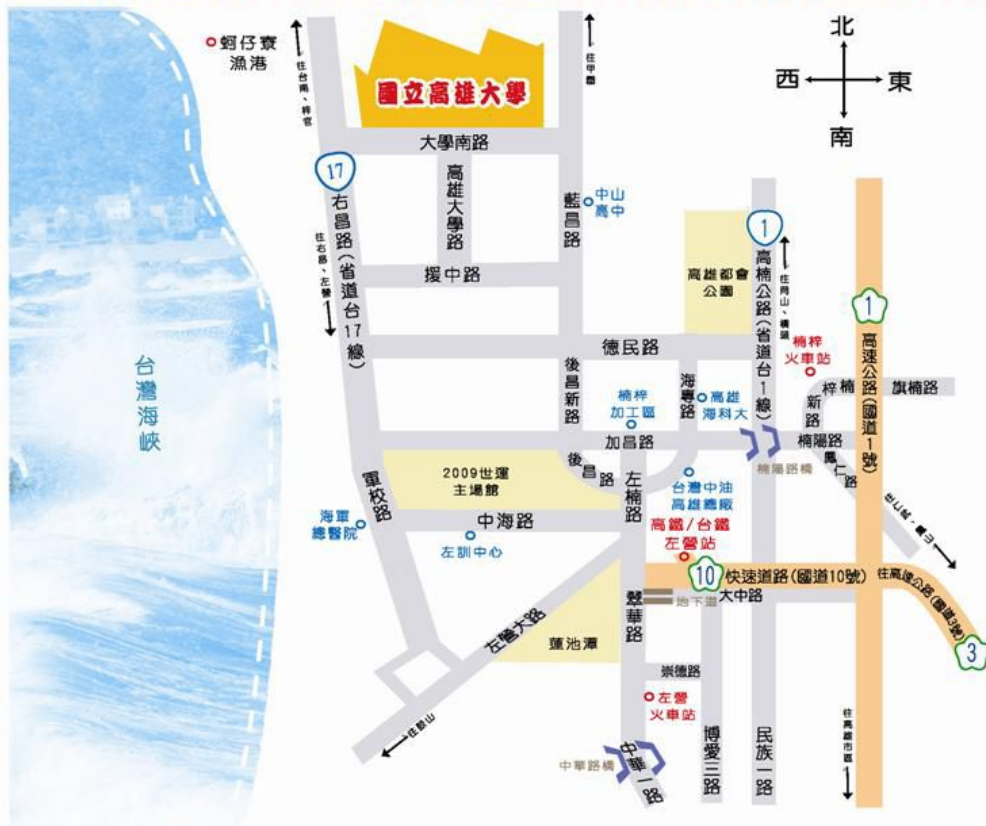 蚵仔寮
漁港
往台南、梓官
國立高雄大學
往甲圍
北
西
東
南
大學南路
17
右昌路(省道台17線)
高雄大學路
藍昌路
中山
高中
1
高楠公路(省道台1線)
往岡山、橋頭
高雄都會
公園
往右昌、左營
援中路
1
高速公路(國道1號)
德民路
楠梓
火車站
台灣海峽
後昌新路
楠梓
加工區
海專路
高雄
海科大
楠梓新路
旗楠路
加昌路
楠陽路
楠陽路橋
鳳仁路
往仁武、鳳山
2009世運
主場館
後昌路
左楠路
台灣中油
高雄總廠
軍校路
海軍
總醫院
中海路
左訓中心
高鐵/台鐵
左營站
10
快速道路(國道10號)
往高速公路(國道3號)
3
大中路
地下道
翠華路
左營大路
蓮池潭
崇德路
左營
火車站
往鼓山
中華路橋
中華一路
博愛三路
民族一路
往高雄市區